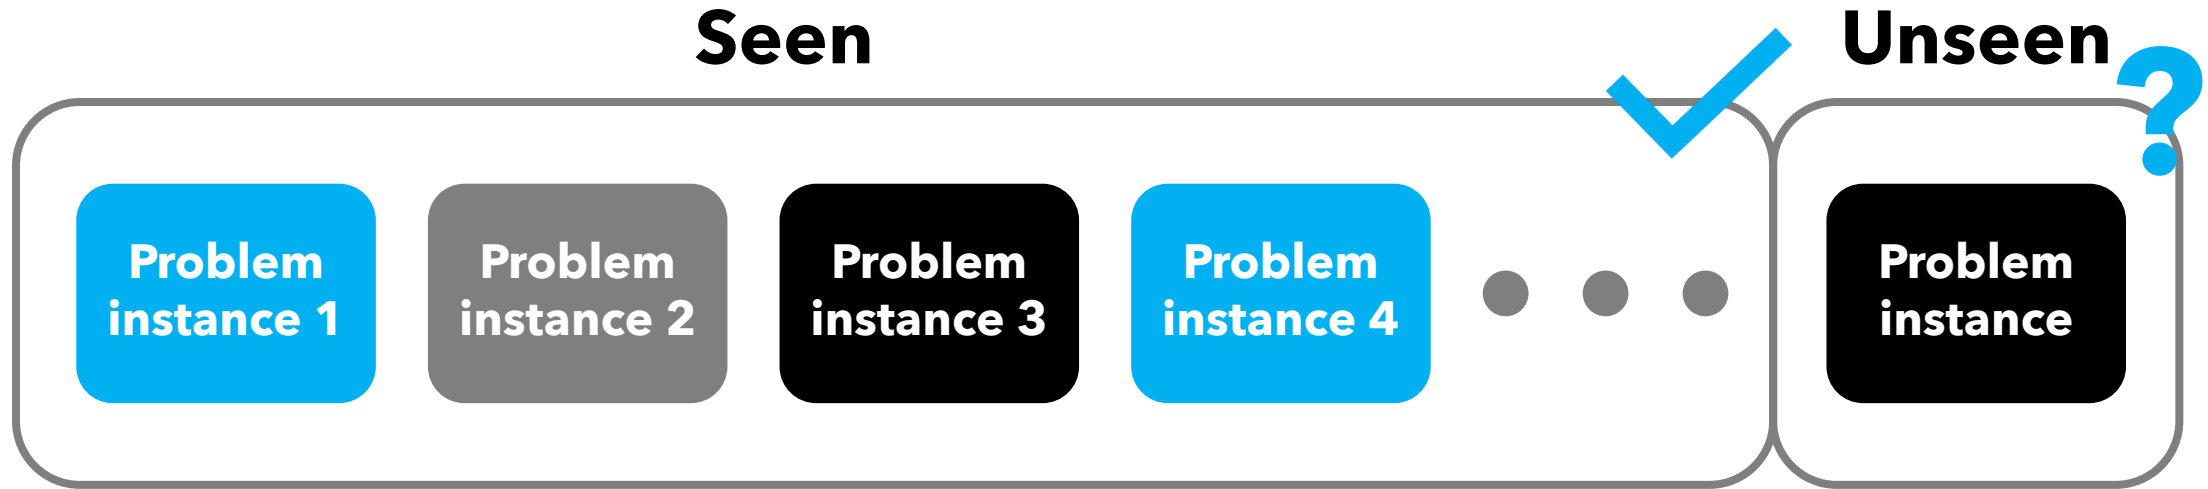 Seen
Unseen
?
Problem
instance 1
Problem
instance 2
Problem
instance 3
Problem
instance 4
Problem
instance